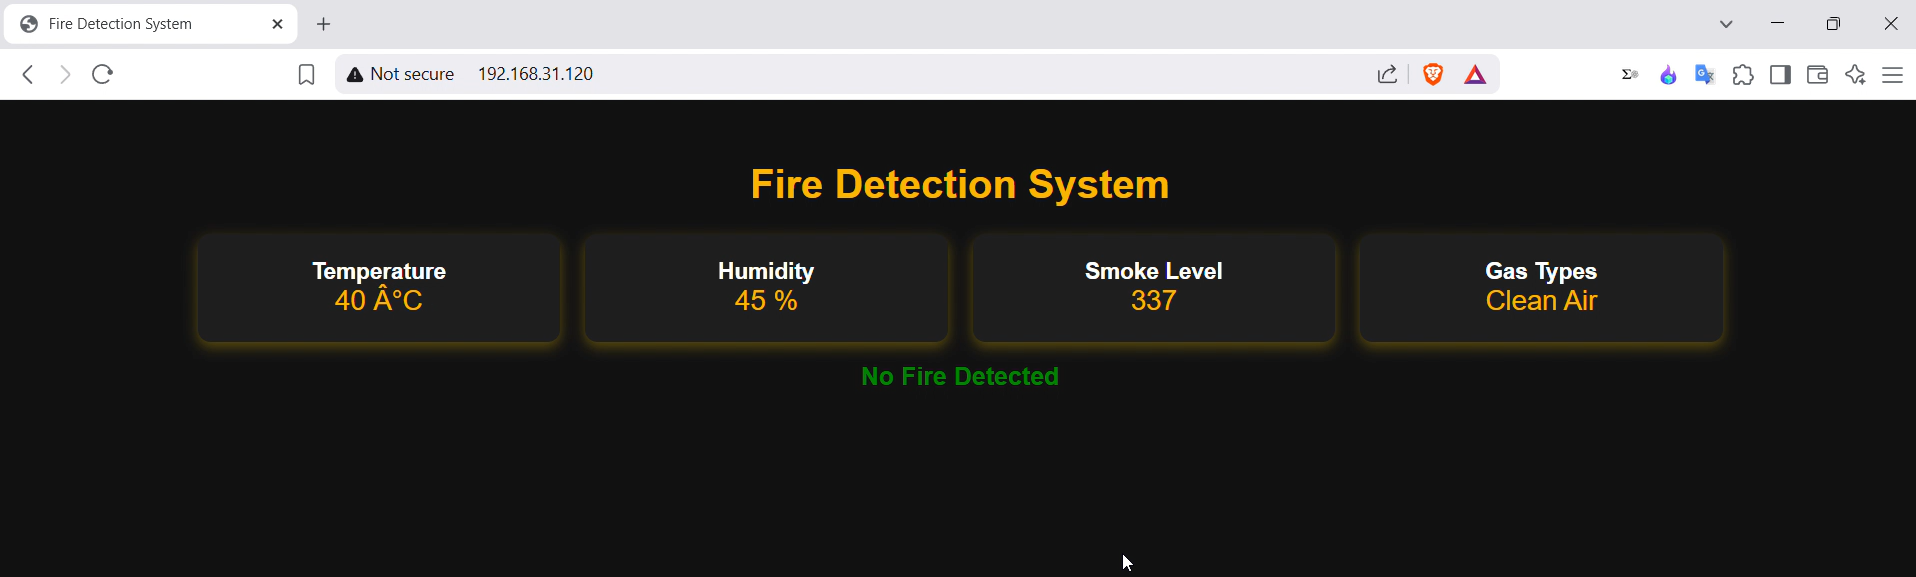 Fire Detection System
Not secure 192.168.31.120
Fire Detection System
Temperature
40 Â°C
Humidity
45 %
Smoke Level
337
Gas Types
Clean Air
No Fire Detected